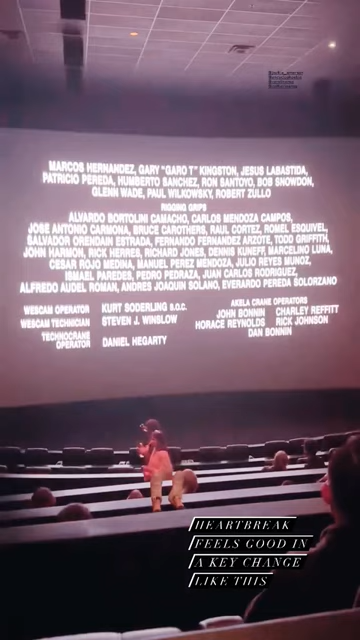 MARCOS HERNANDEZ, GARY "GARO T" KINGSTON, JESUS LABASTIDA,
PATRICIO PEREDA, HUMBERTO SANCHEZ, RON SANTOYO, BOB SNOWDON,
GLENN WADE, PAUL WILKOWSKY, ROBERT ZULLO
RIGGING GRIPS
ALVARDO BORTOLINI CAMACHO, CARLOS MENDOZA CAMPOS,
JOSE ANTONIO CARMONA, BRUCE CAROTHERS, RAUL CORTEZ, ROMEL ESQUIVEL,
SALVADOR ORENDAIN ESTRADA, FERNANDO FERNANDEZ ARZOTE, TODD GRIFFITH,
JOHN HARMON, RICK HERRES, RICHARD JONES, DENNIS KUNEFF, MARCELINO LUNA,
CESAR ROJO MEDINA, MANUEL PEREZ MENDOZA, JULIO REYES MUNOZ,
ISMAEL PAREDES, PEDRO PEDRAZA, JUAN CARLOS RODRIGUEZ,
ALFREDO AUDEL ROMAN, ANDRES JOAQUIN SOLANO, EVERARDO PEREDA SOLORZANO
WESCAM OPERATOR KURT SODERLING S.O.C.
WESCAM TECHNICIAN STEVEN J. WINSLOW
TECHNOCRANE
OPERATOR DANIEL HEGARTY
AKELA CRANE OPERATORS
JOHN BONNIN CHARLEY REFFITT
HORACE REYNOLDS RICK JOHNSON
DAN BONNIN
HEARTBREAK
FEELS GOOD IN
A KEY CHANGE
LIKE THIS